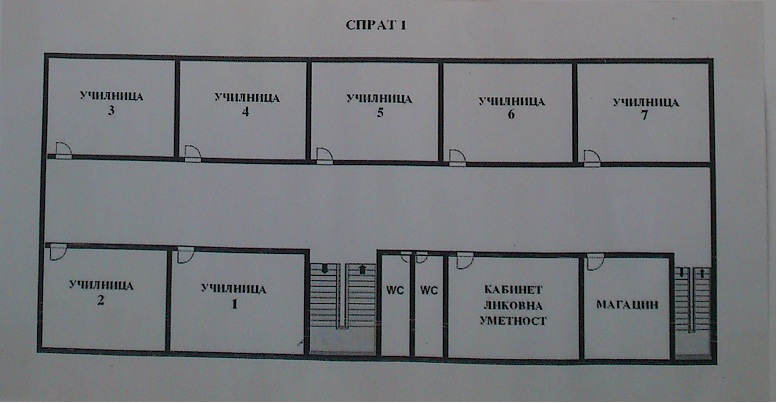 СПРАТ 1
УЧИЛНИЦА
3
УЧИЛНИЦА
4
УЧИЛНИЦА
5
УЧИЛНИЦА
6
УЧИЛНИЦА
7
УЧИЛНИЦА
2
УЧИЛНИЦА
1
WC
WC
КАБИНЕТ
ЛИКОВНА
УМЕТНОСТ
МАГАЦИН